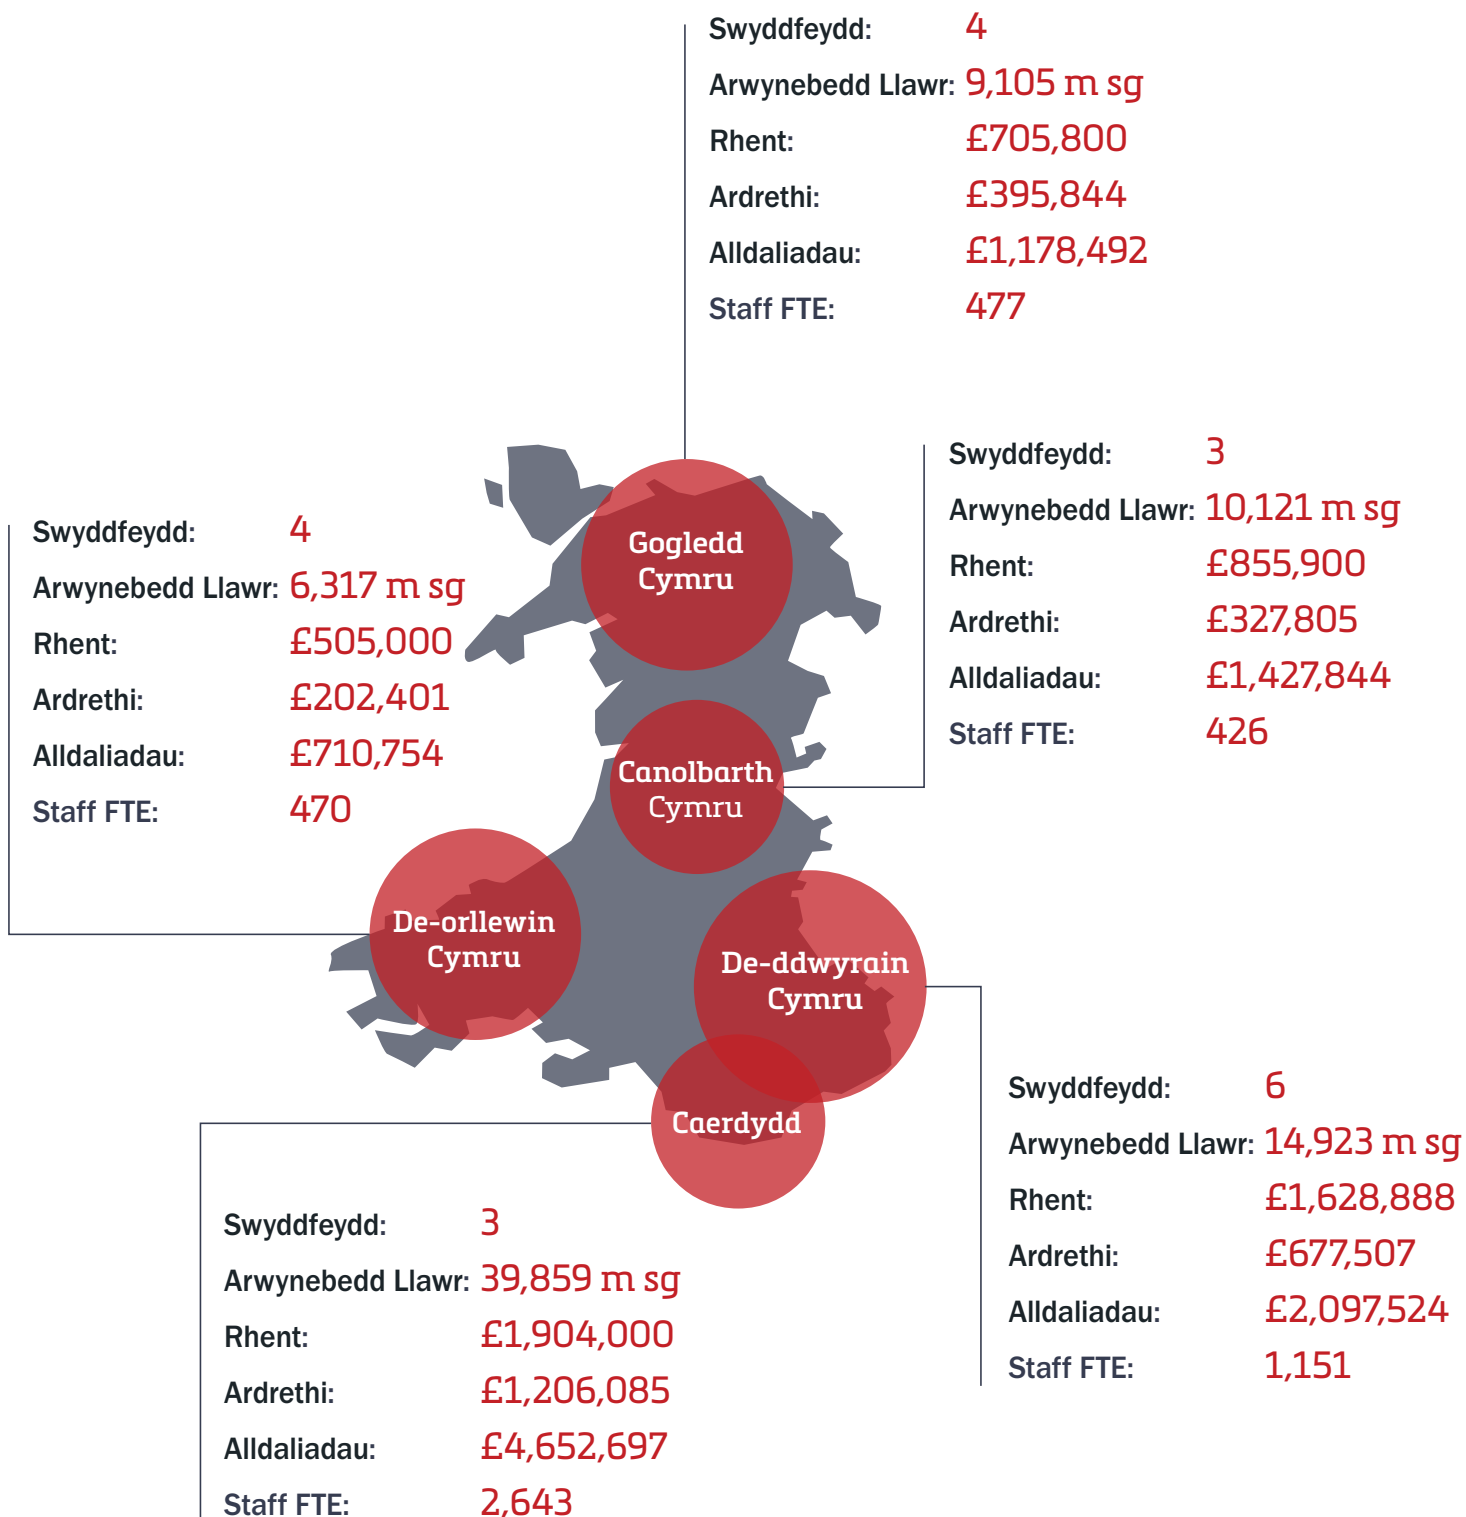 Swyddfeydd: 4
Arwynebedd Llawr: 9,105 m sg
Rhent: £705,800
Ardrethi: £395,844
Alldaliadau: £1,178,492
Staff FTE: 477
Swyddfeydd: 3
Arwynebedd Llawr: 10,121 m sg
Rhent: £855,900
Ardrethi: £327,805
Alldaliadau: £1,427,844
Staff FTE: 426
Swyddfeydd: 4
Arwynebedd Llawr: 6,317 m sg
Rhent: £505,000
Ardrethi: £202,401
Alldaliadau: £710,754
Staff FTE: 470
Gogledd
Cymru
Canolbarth
Cymru
De-orllewin
Cymru
De-ddwyrain
Cymru
Caerdydd
Swyddfeydd: 6
Arwynebedd Llawr: 14,923 m sg
Rhent: £1,628,888
Ardrethi: £677,507
Alldaliadau: £2,097,524
Staff FTE: 1,151
Swyddfeydd: 3
Arwynebedd Llawr: 39,859 m sg
Rhent: £1,904,000
Ardrethi: £1,206,085
Alldaliadau: £4,652,697
Staff FTE: 2,643